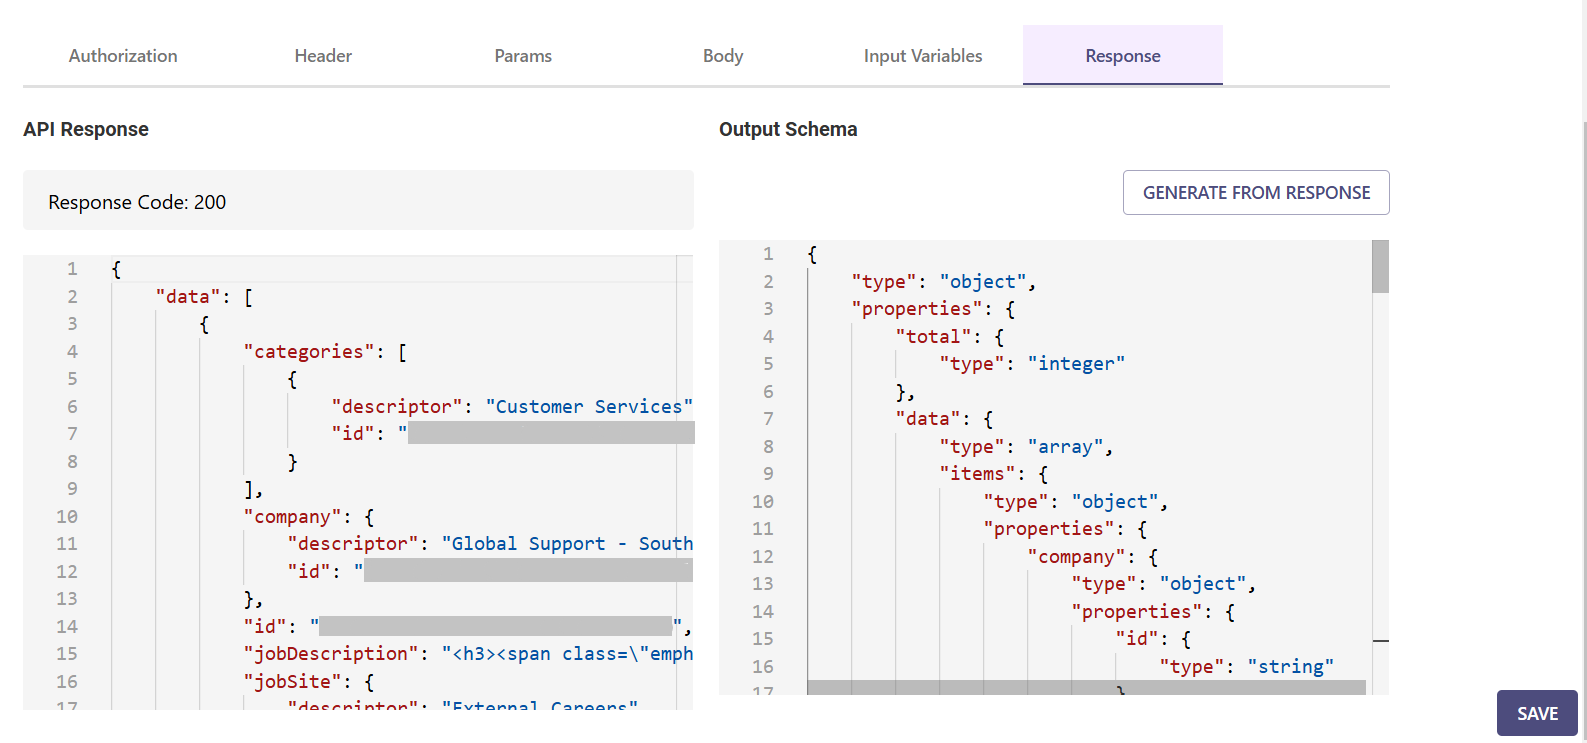 Authorization Header Params Body Input Variables Response
API Response
Response Code: 200
1 {
2 "data": [
3 {
4 "categories": [
5 {
6 "descriptor": "Customer Services"
7 "id": "
8 }
9 ],
10 "company": {
11 "descriptor": "Global Support - South
12 "id": "
13 },
14 "id": "",
15 "jobDescription": "<h3><span class=\"emph
16 "jobSite": {
17 "descriptor": "External Careers"
Output Schema
GENERATE FROM RESPONSE
1 {
2 "type": "object",
3 "properties": {
4 "total": {
5 "type": "integer"
6 },
7 "data": {
8 "type": "array",
9 "items": {
10 "type": "object",
11 "properties": {
12 "company": {
13 "type": "object",
14 "properties": {
15 "id": {
16 "type": "string"
17 }
SAVE